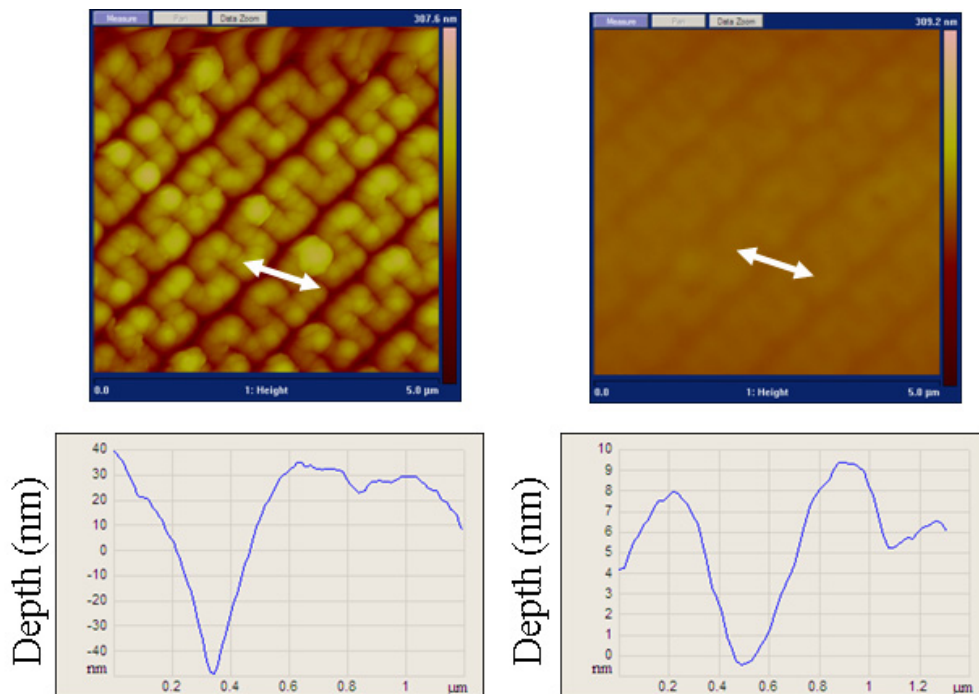 Measure Pan Data Zoom 307.6 nm
0.0 1: Height 5.0 µm
Measure Pan Data Zoom 309.2 nm
0.0 1: Height 5.0 µm
Depth (nm)
40
30
20
10
0
-10
-20
-30
-40
nm
0.2 0.4 0.6 0.8 1 µm
Depth (nm)
10
9
8
7
6
5
4
3
2
1
0
nm
0.2 0.4 0.6 0.8 1 1.2 µm